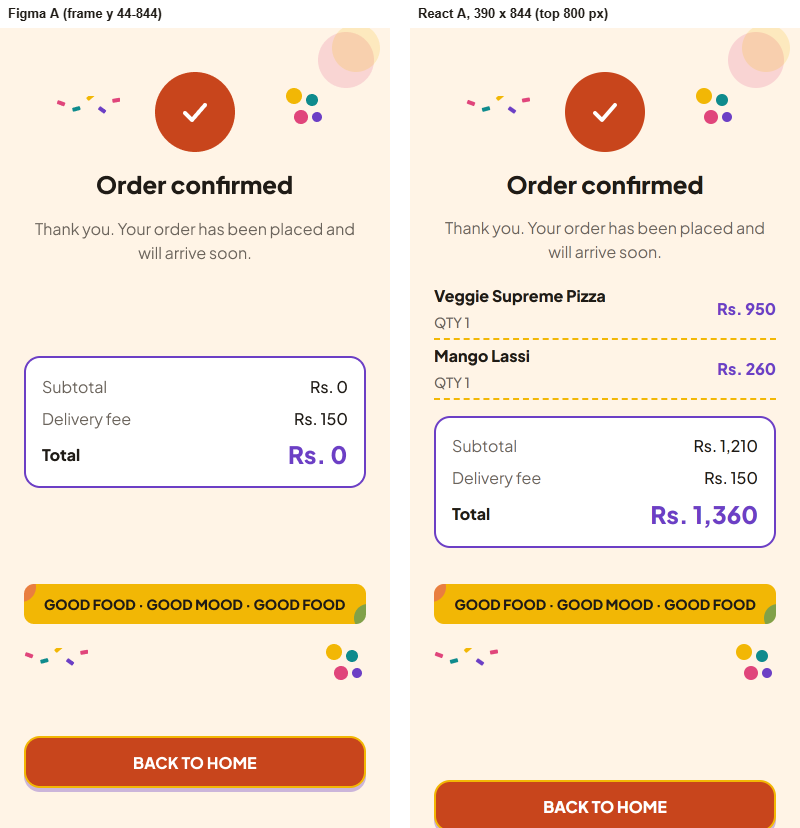 Figma A (frame y 44-844)
Order confirmed
Thank you. Your order has been placed and
will arrive soon.
Subtotal Rs. 0
Delivery fee Rs. 150
Total Rs. 0
GOOD FOOD · GOOD MOOD · GOOD FOOD
BACK TO HOME
React A, 390 x 844 (top 800 px)
Order confirmed
Thank you. Your order has been placed and
will arrive soon.
Veggie Supreme Pizza
Rs. 950
QTY 1
Mango Lassi
Rs. 260
QTY 1
Subtotal Rs. 1,210
Delivery fee Rs. 150
Total Rs. 1,360
GOOD FOOD · GOOD MOOD · GOOD FOOD
BACK TO HOME